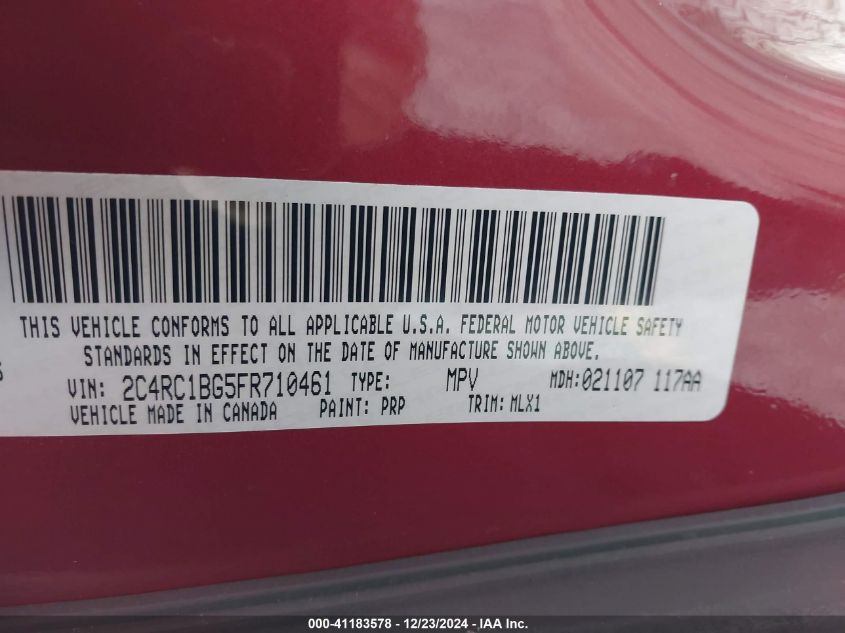 THIS VEHICLE CONFORMS TO ALL APPLICABLE U.S.A. FEDERAL MOTOR VEHICLE SAFETY
STANDARDS IN EFFECT ON THE DATE OF MANUFACTURE SHOWN ABOVE.
VIN: 2C4RC1BG5FR710461 TYPE: MPV MDH:021107 117AA
VEHICLE MADE IN CANADA PAINT: PRP TRIM: MLX1
000-41183578 - 12/23/2024 - IAA Inc.